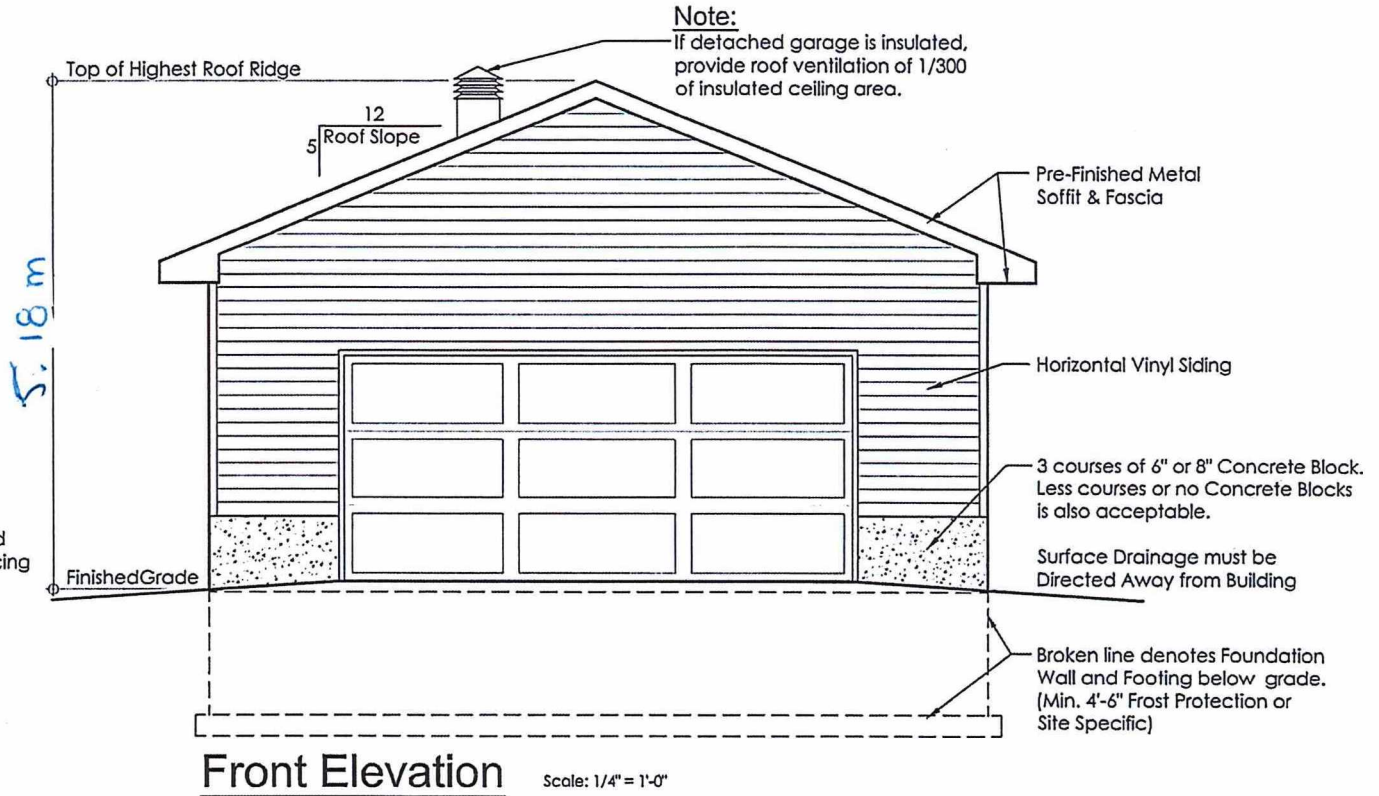 Note:
If detached garage is insulated,
provide roof ventilation of 1/300
of insulated ceiling area.
Top of Highest Roof Ridge
12
5
Roof Slope
Pre-Finished Metal
Soffit & Fascia
5.18 m
Horizontal Vinyl Siding
3 courses of 6" or 8" Concrete Block.
Less courses or no Concrete Blocks
is also acceptable.
Surface Drainage must be
Directed Away from Building
FinishedGrade
Broken line denotes Foundation
Wall and Footing below grade.
(Min. 4'-6" Frost Protection or
Site Specific)
Front Elevation
Scale: 1/4" = 1'-0"